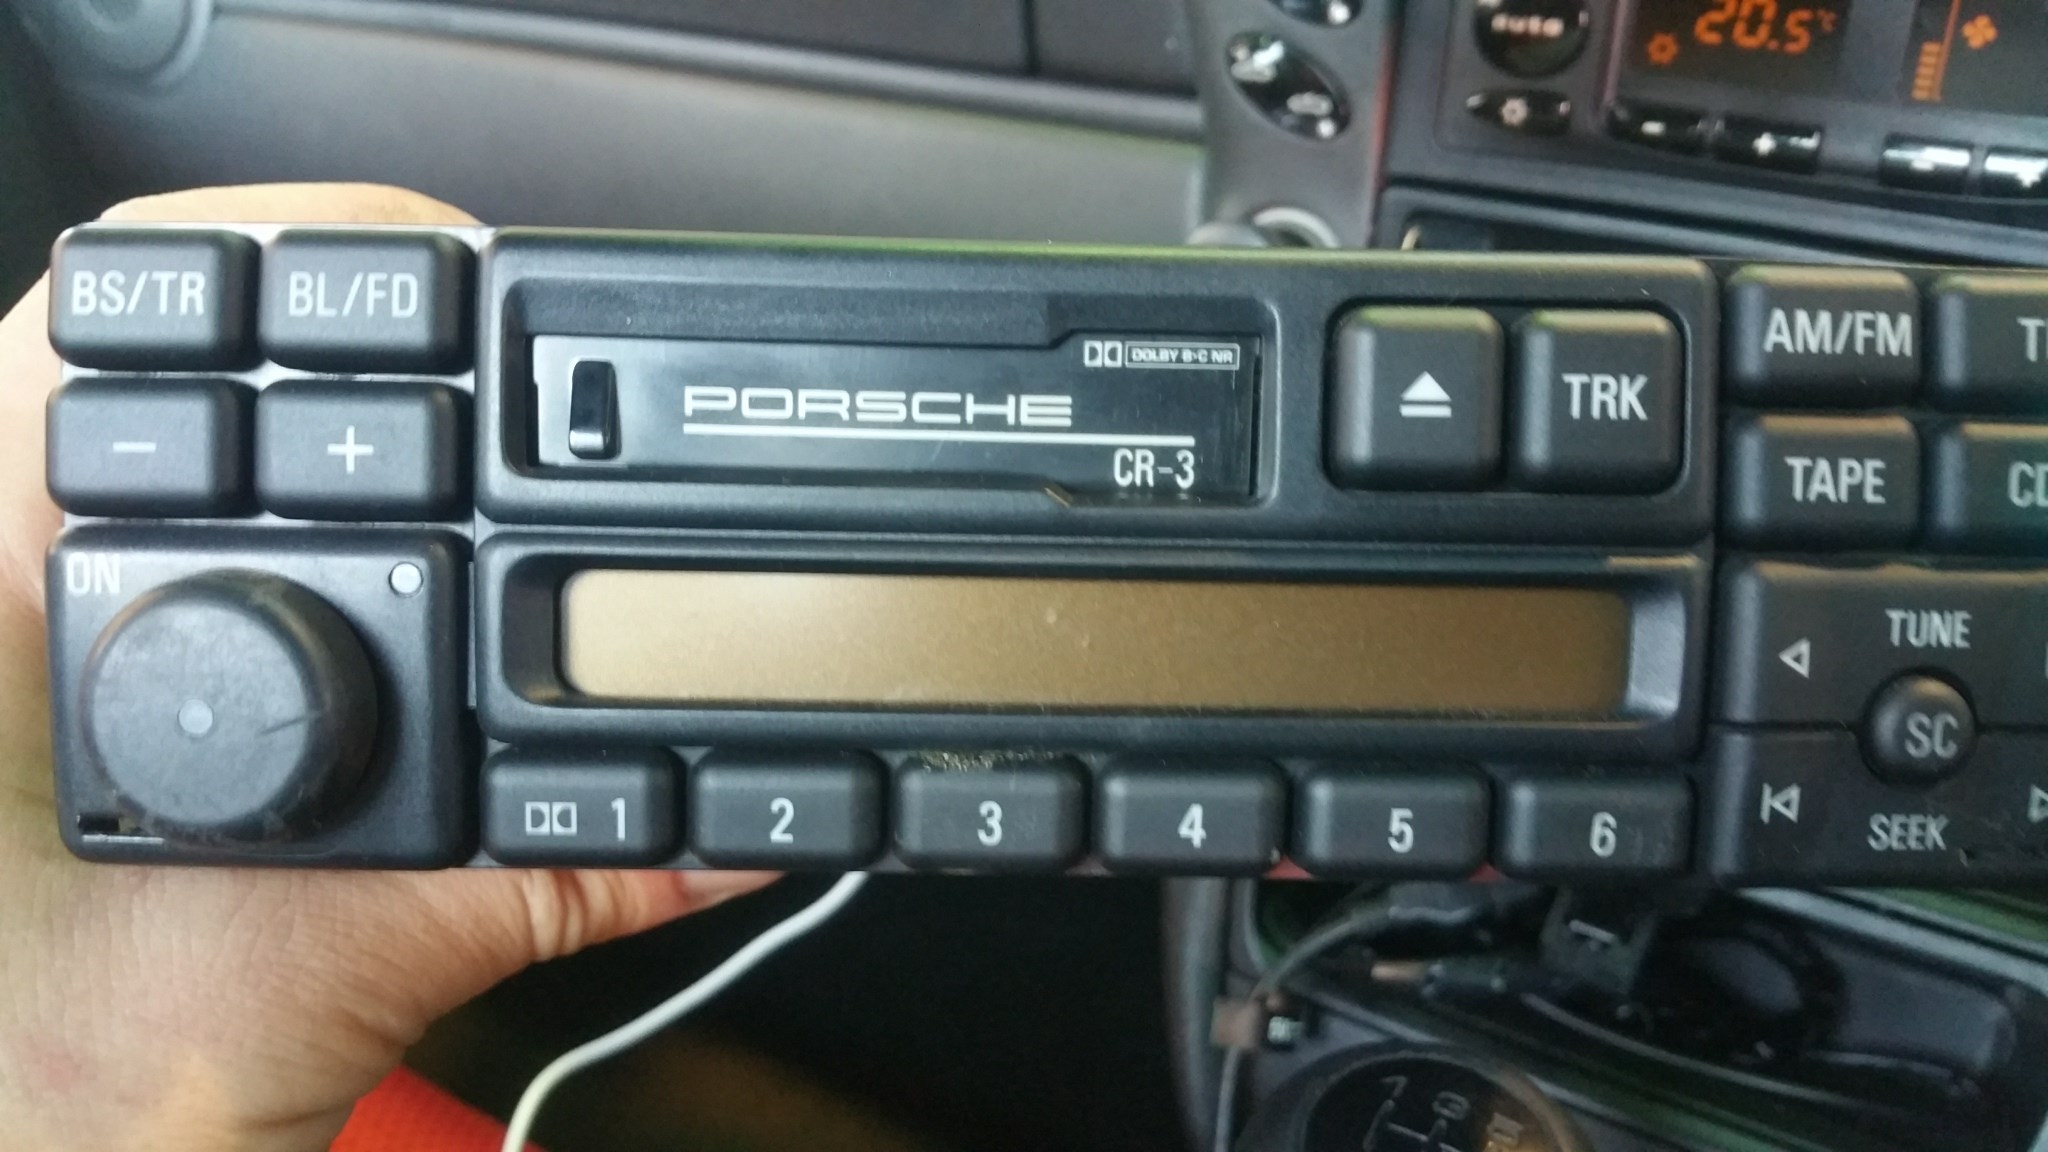 auto
20.5°C
- +
BS/TR BL/FD
- +
ON
DOLBY B·C NR
PORSCHE
CR-3
TRK
AM/FM
TAPE
TUNE
SC
SEEK
1 2 3 4 5 6